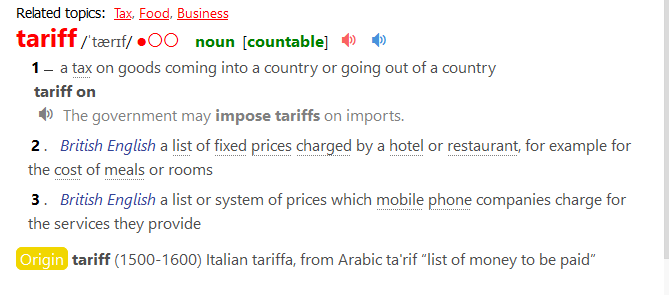 Related topics: Tax, Food, Business
tariff /ˈtærɪf/ ●○○ noun [countable]
1 – a tax on goods coming into a country or going out of a country
tariff on
The government may impose tariffs on imports.
2 . British English a list of fixed prices charged by a hotel or restaurant, for example for
the cost of meals or rooms
3 . British English a list or system of prices which mobile phone companies charge for
the services they provide
Origin tariff (1500-1600) Italian tariffa, from Arabic ta'rif “list of money to be paid”